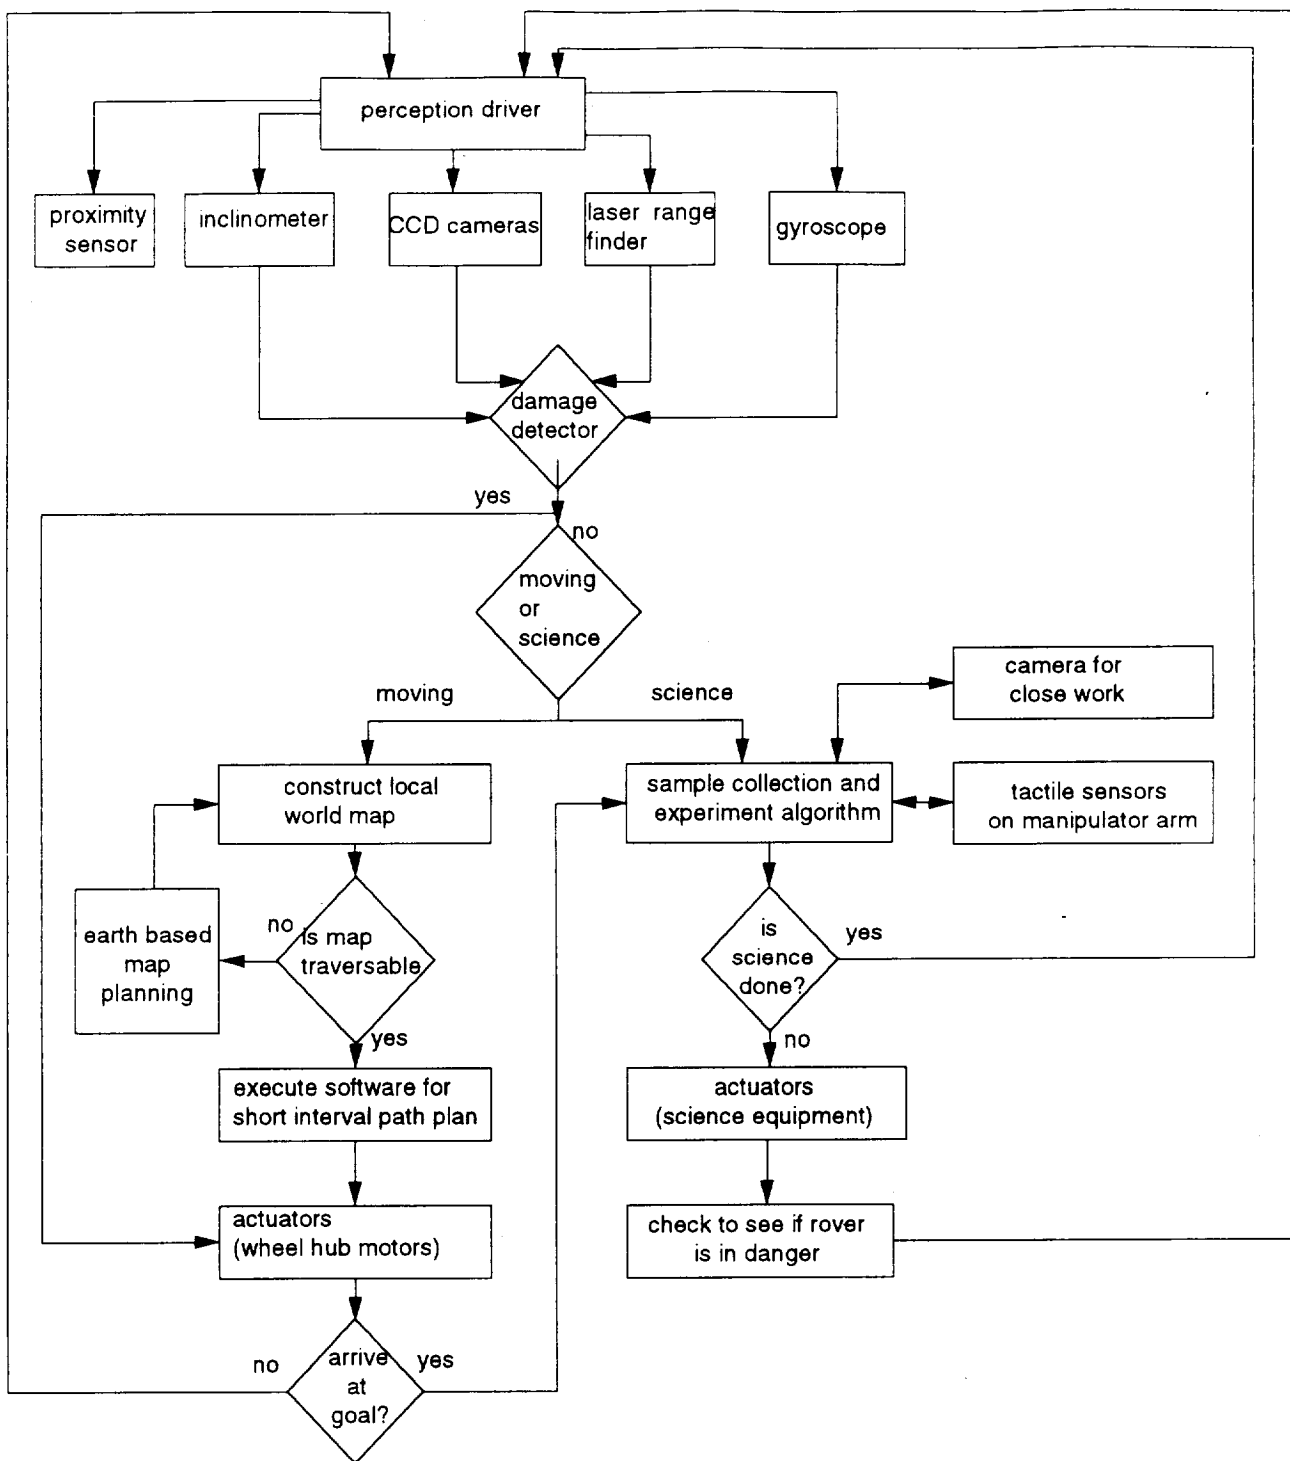 perception driver
proximity
sensor
inclinometer
CCD cameras
laser range
finder
gyroscope
damage
detector
yes
no
moving
or
science
moving
science
camera for
close work
construct local
world map
sample collection and
experiment algorithm
tactile sensors
on manipulator arm
earth based
map
planning
no
is map
traversable
is
science
done?
yes
yes
no
execute software for
short interval path plan
actuators
(science equipment)
actuators
(wheel hub motors)
check to see if rover
is in danger
no
arrive
at
goal?
yes